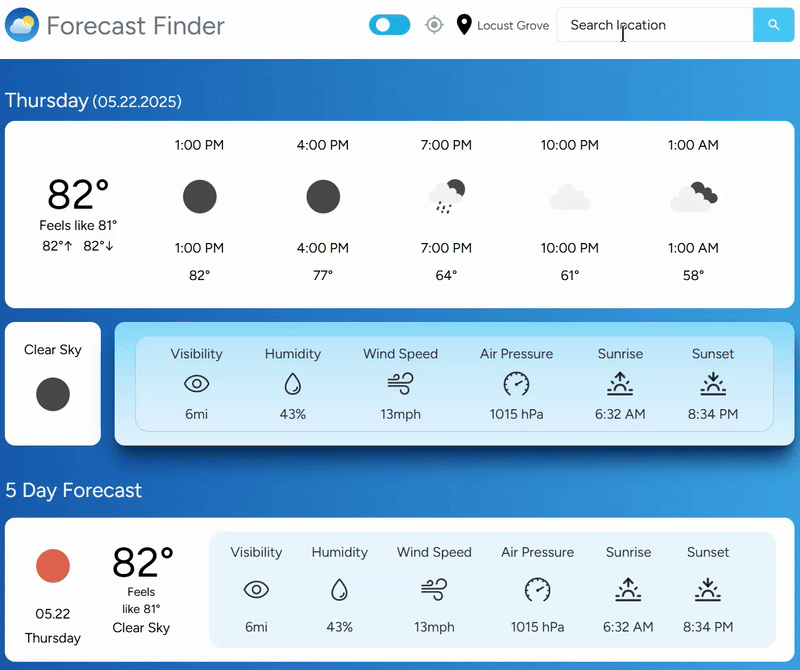 Forecast Finder
Locust Grove
Search location
Thursday (05.22.2025)
1:00 PM 4:00 PM 7:00 PM 10:00 PM 1:00 AM
82°
Feels like 81°
82°↑ 82°↓
1:00 PM 4:00 PM 7:00 PM 10:00 PM 1:00 AM
82° 77° 64° 61° 58°
Clear Sky
Visibility Humidity Wind Speed Air Pressure Sunrise Sunset
6mi 43% 13mph 1015 hPa 6:32 AM 8:34 PM
5 Day Forecast
05.22
Thursday
82°
Feels
like 81°
Clear Sky
Visibility Humidity Wind Speed Air Pressure Sunrise Sunset
6mi 43% 13mph 1015 hPa 6:32 AM 8:34 PM